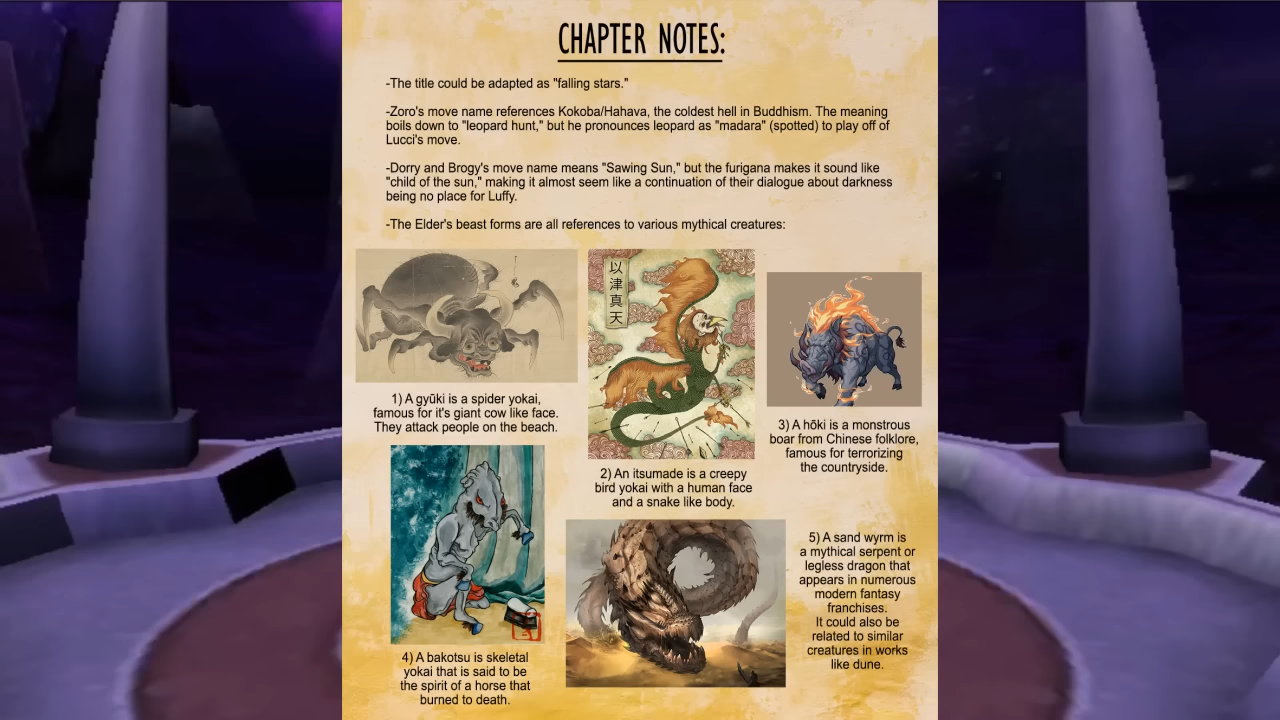 CHAPTER NOTES:
-The title could be adapted as "falling stars."
-Zoro's move name references Kokoba/Hahava, the coldest hell in Buddhism. The meaning
boils down to "leopard hunt," but he pronounces leopard as "madara" (spotted) to play off of
Lucci's move.
-Dorry and Brogy's move name means "Sawing Sun," but the furigana makes it sound like
"child of the sun," making it almost seem like a continuation of their dialogue about darkness
being no place for Luffy.
-The Elder's beast forms are all references to various mythical creatures:
以津真天
1) A gyūki is a spider yokai,
famous for it's giant cow like face.
They attack people on the beach.
2) An itsumade is a creepy
bird yokai with a human face
and a snake like body.
3) A hōki is a monstrous
boar from Chinese folklore,
famous for terrorizing
the countryside.
4) A bakotsu is skeletal
yokai that is said to be
the spirit of a horse that
burned to death.
5) A sand wyrm is
a mythical serpent or
legless dragon that
appears in numerous
modern fantasy
franchises.
It could also be
related to similar
creatures in works
like dune.